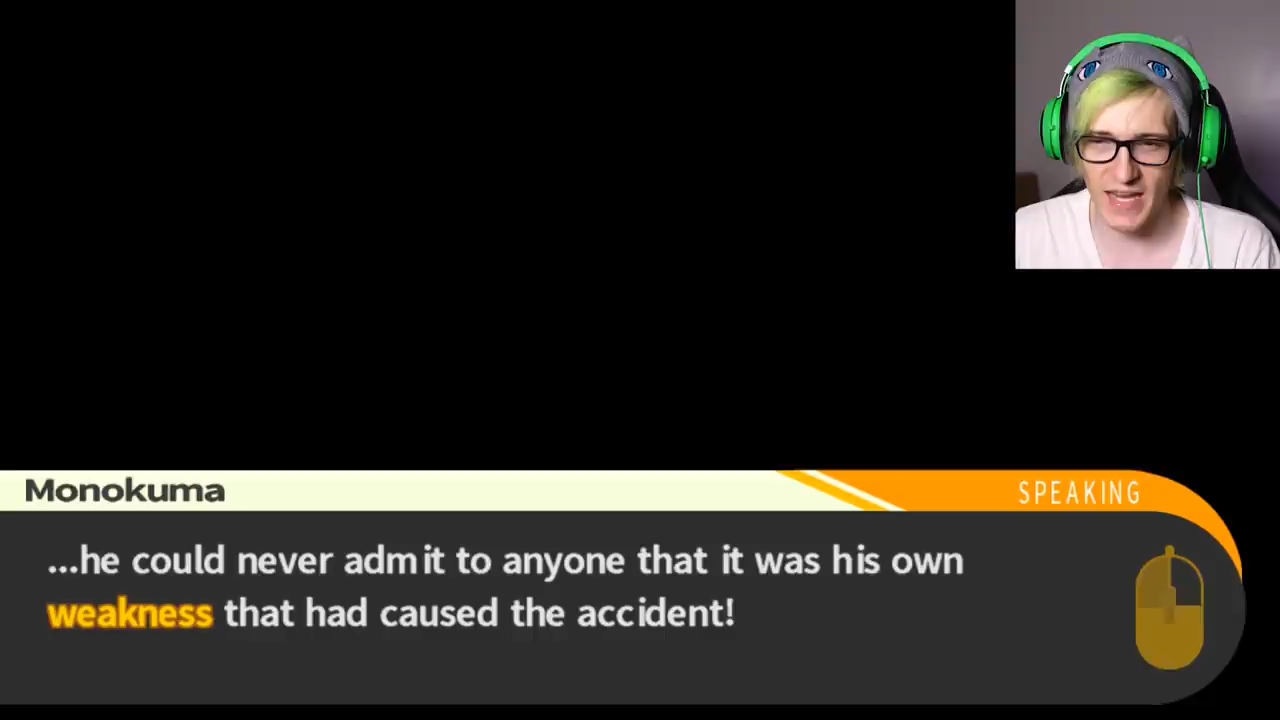 Monokuma
SPEAKING
...he could never admit to anyone that it was his own
weakness that had caused the accident!